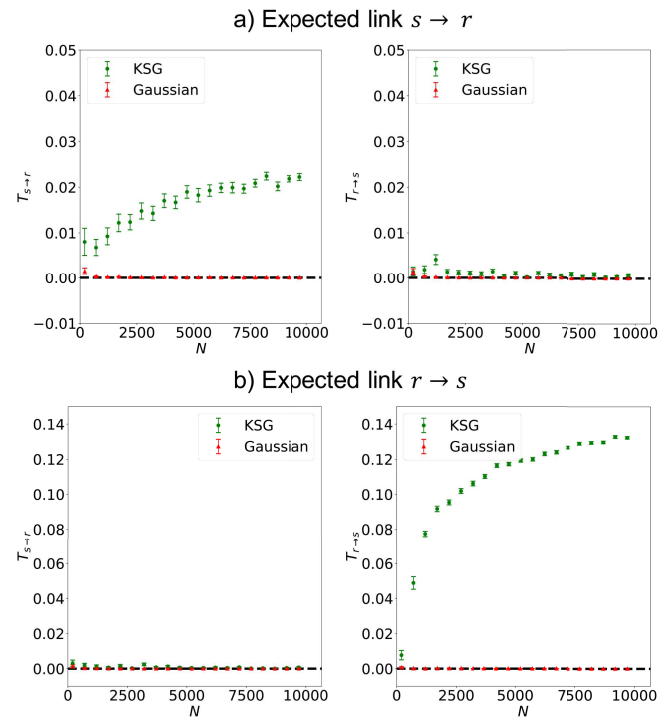 a) Expected link s → r
0.05
0.04
0.03
0.02
0.01
0.00
−0.01
T_{s→r}
KSG
Gaussian
0
2500
5000
7500
10000
N
0.05
0.04
0.03
0.02
0.01
0.00
−0.01
T_{r→s}
KSG
Gaussian
0
2500
5000
7500
10000
N
b) Expected link r → s
0.14
0.12
0.10
0.08
0.06
0.04
0.02
0.00
T_{s→r}
KSG
Gaussian
0
2500
5000
7500
10000
N
0.14
0.12
0.10
0.08
0.06
0.04
0.02
0.00
T_{r→s}
KSG
Gaussian
0
2500
5000
7500
10000
N